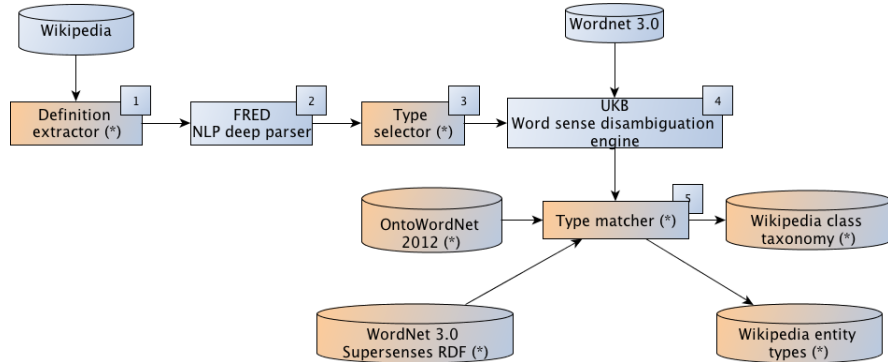 Wikipedia
Wordnet 3.0
1
Definition
extractor (*)
2
FRED
NLP deep parser
3
Type
selector (*)
4
UKB
Word sense disambiguation
engine
5
Type matcher (*)
OntoWordNet
2012 (*)
Wikipedia class
taxonomy (*)
WordNet 3.0
Supersenses RDF (*)
Wikipedia entity
types (*)